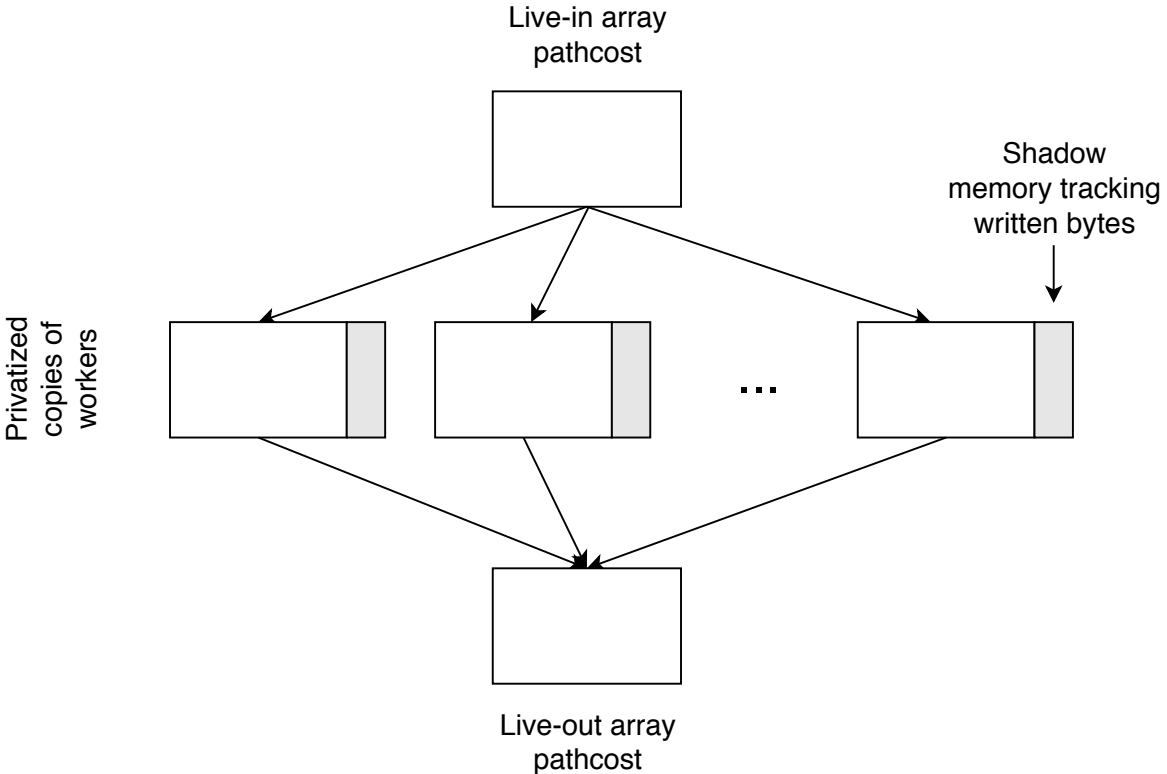 Live-in array
pathcost
Shadow
memory tracking
written bytes
Privatized
copies of
workers
...
Live-out array
pathcost